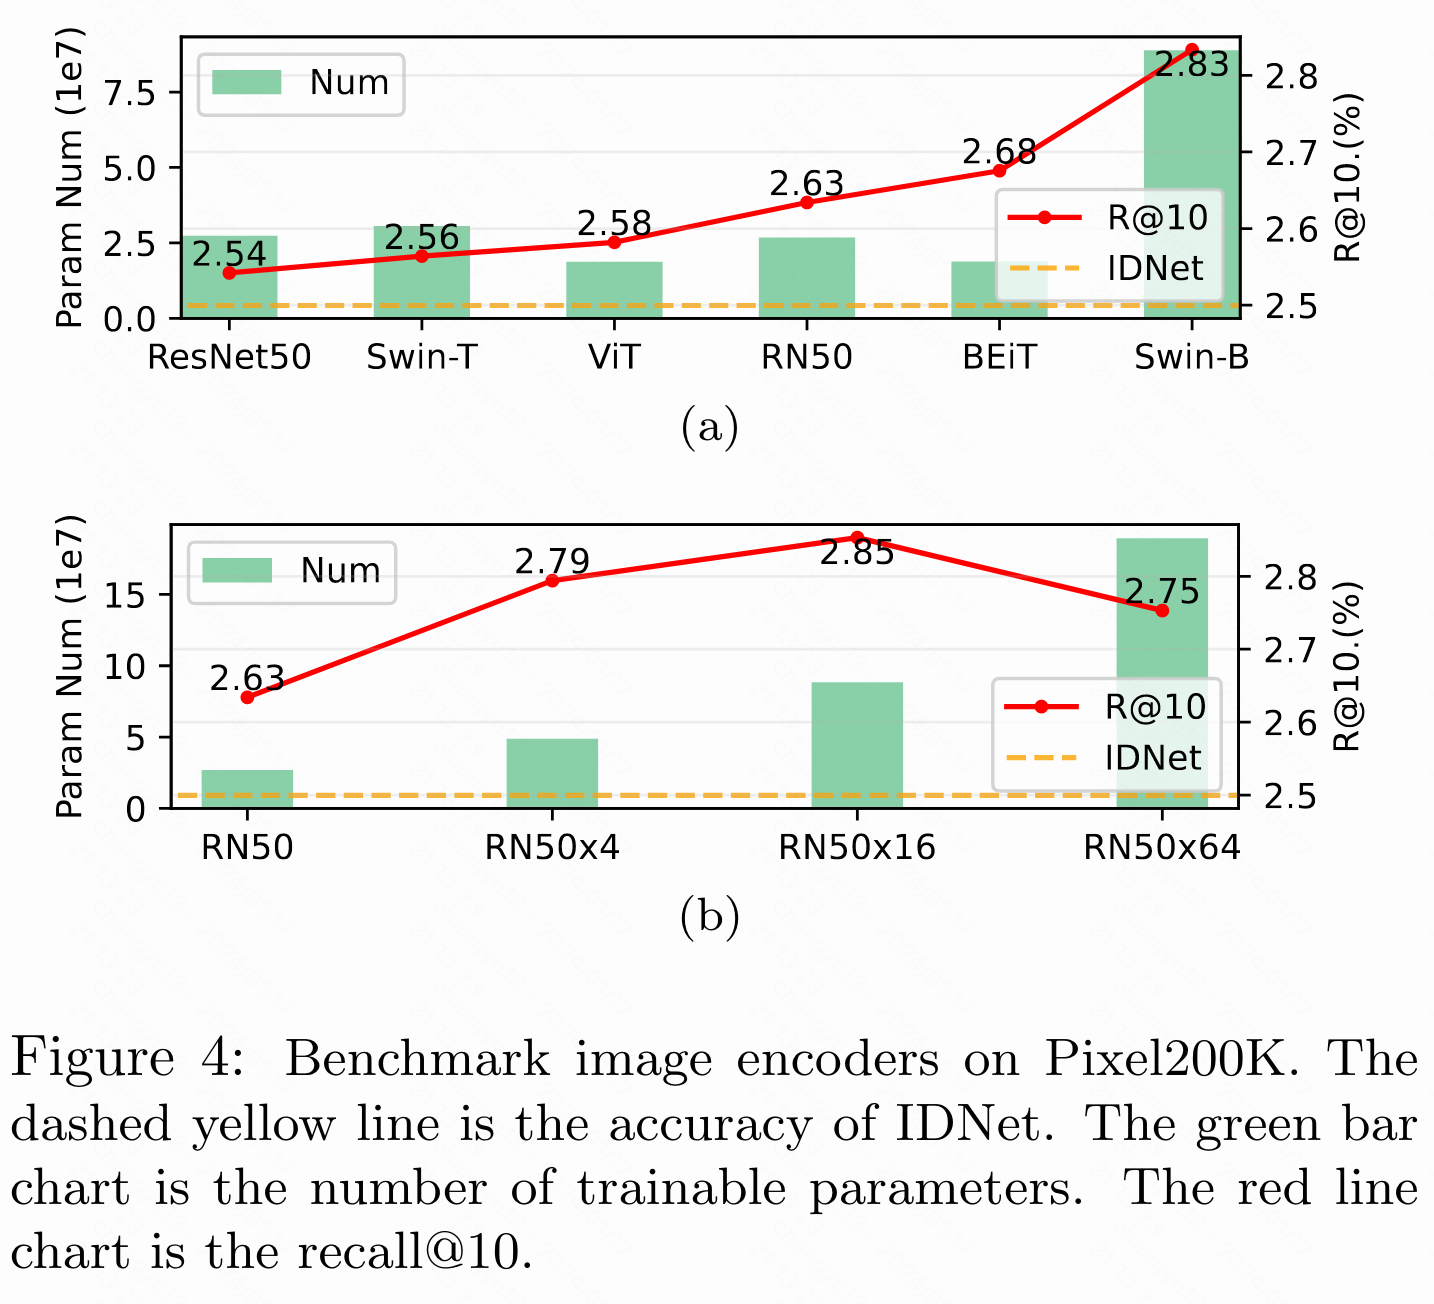 Param Num (1e7)
7.5
5.0
2.5
0.0
Num
2.54
2.56
2.58
2.63
2.68
2.83
R@10
IDNet
2.8
2.7
2.6
2.5
R@10.(%)
ResNet50 Swin-T ViT RN50 BEiT Swin-B
(a)
Param Num (1e7)
15
10
5
0
Num
2.63
2.79
2.85
2.75
R@10
IDNet
2.8
2.7
2.6
2.5
R@10.(%)
RN50 RN50x4 RN50x16 RN50x64
(b)
Figure 4: Benchmark image encoders on Pixel200K. The
dashed yellow line is the accuracy of IDNet. The green bar
chart is the number of trainable parameters. The red line
chart is the recall@10.